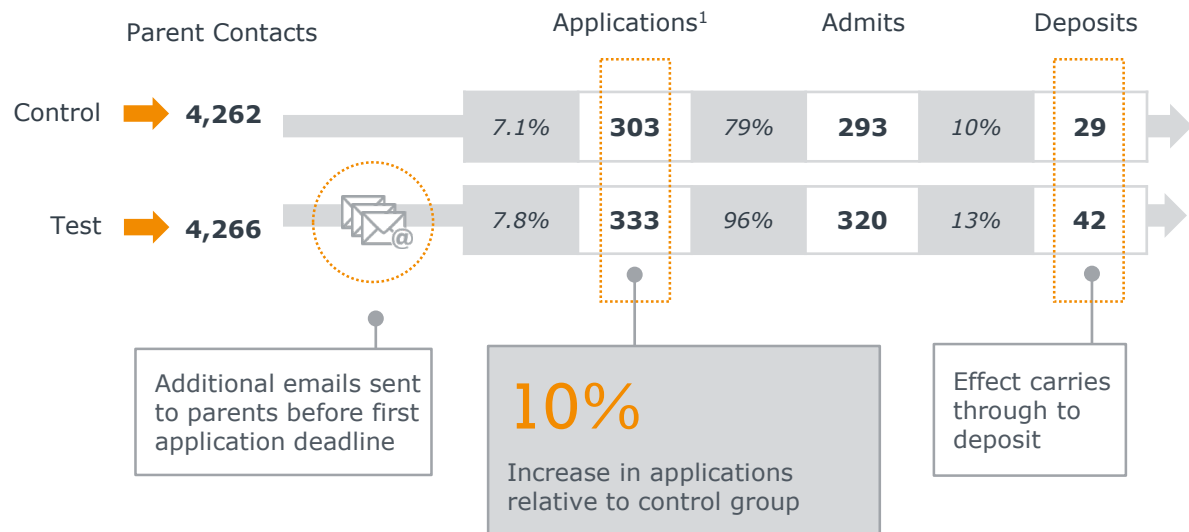 Parent Contacts
Applications¹
Admits
Deposits
Control
4,262
7.1%
303
79%
293
10%
29
Test
4,266
@
7.8%
333
96%
320
13%
42
Additional emails sent
to parents before first
application deadline
10%
Increase in applications
relative to control group
Effect carries
through to
deposit